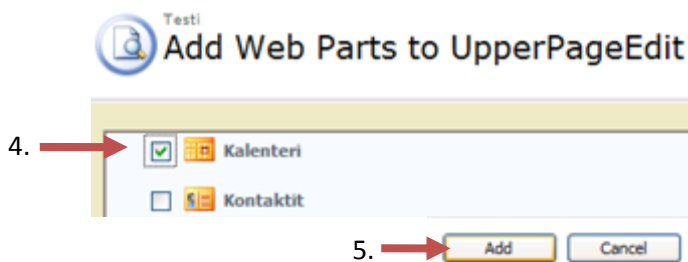 Testi
Add Web Parts to UpperPageEdit
4.
Kalenteri
Kontaktit
5.
Add Cancel